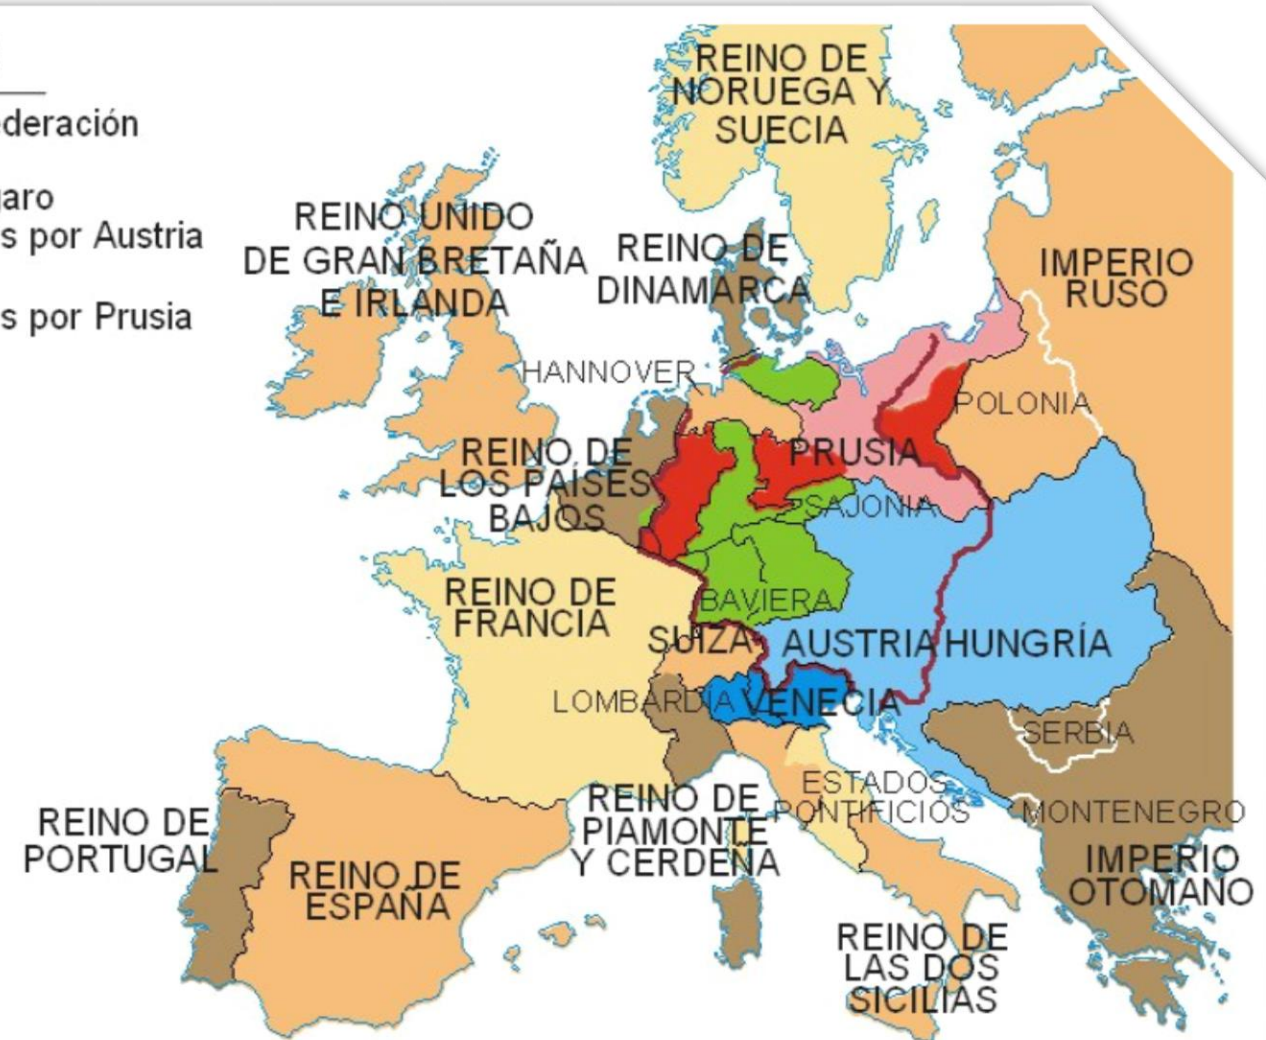 deración
garo
s por Austria
s por Prusia
REINO DE
NORUEGA Y
SUECIA
REINO UNIDO
DE GRAN BRETAÑA
E IRLANDA
REINO DE
DINAMARCA
IMPERIO
RUSO
HANNOVER
POLONIA
REINO DE
LOS PAÍSES
BAJOS
PRUSIA
SAJONIA
REINO DE
FRANCIA
BAVIERA
SUIZA
AUSTRIA HUNGRÍA
LOMBARDÍA VENECIA
SERBIA
ESTADOS
PONTIFICIOS
MONTENEGRO
REINO DE
PIAMONTE
Y CERDEÑA
REINO DE
PORTUGAL
REINO DE
ESPAÑA
IMPERIO
OTOMANO
REINO DE
LAS DOS
SICILIAS